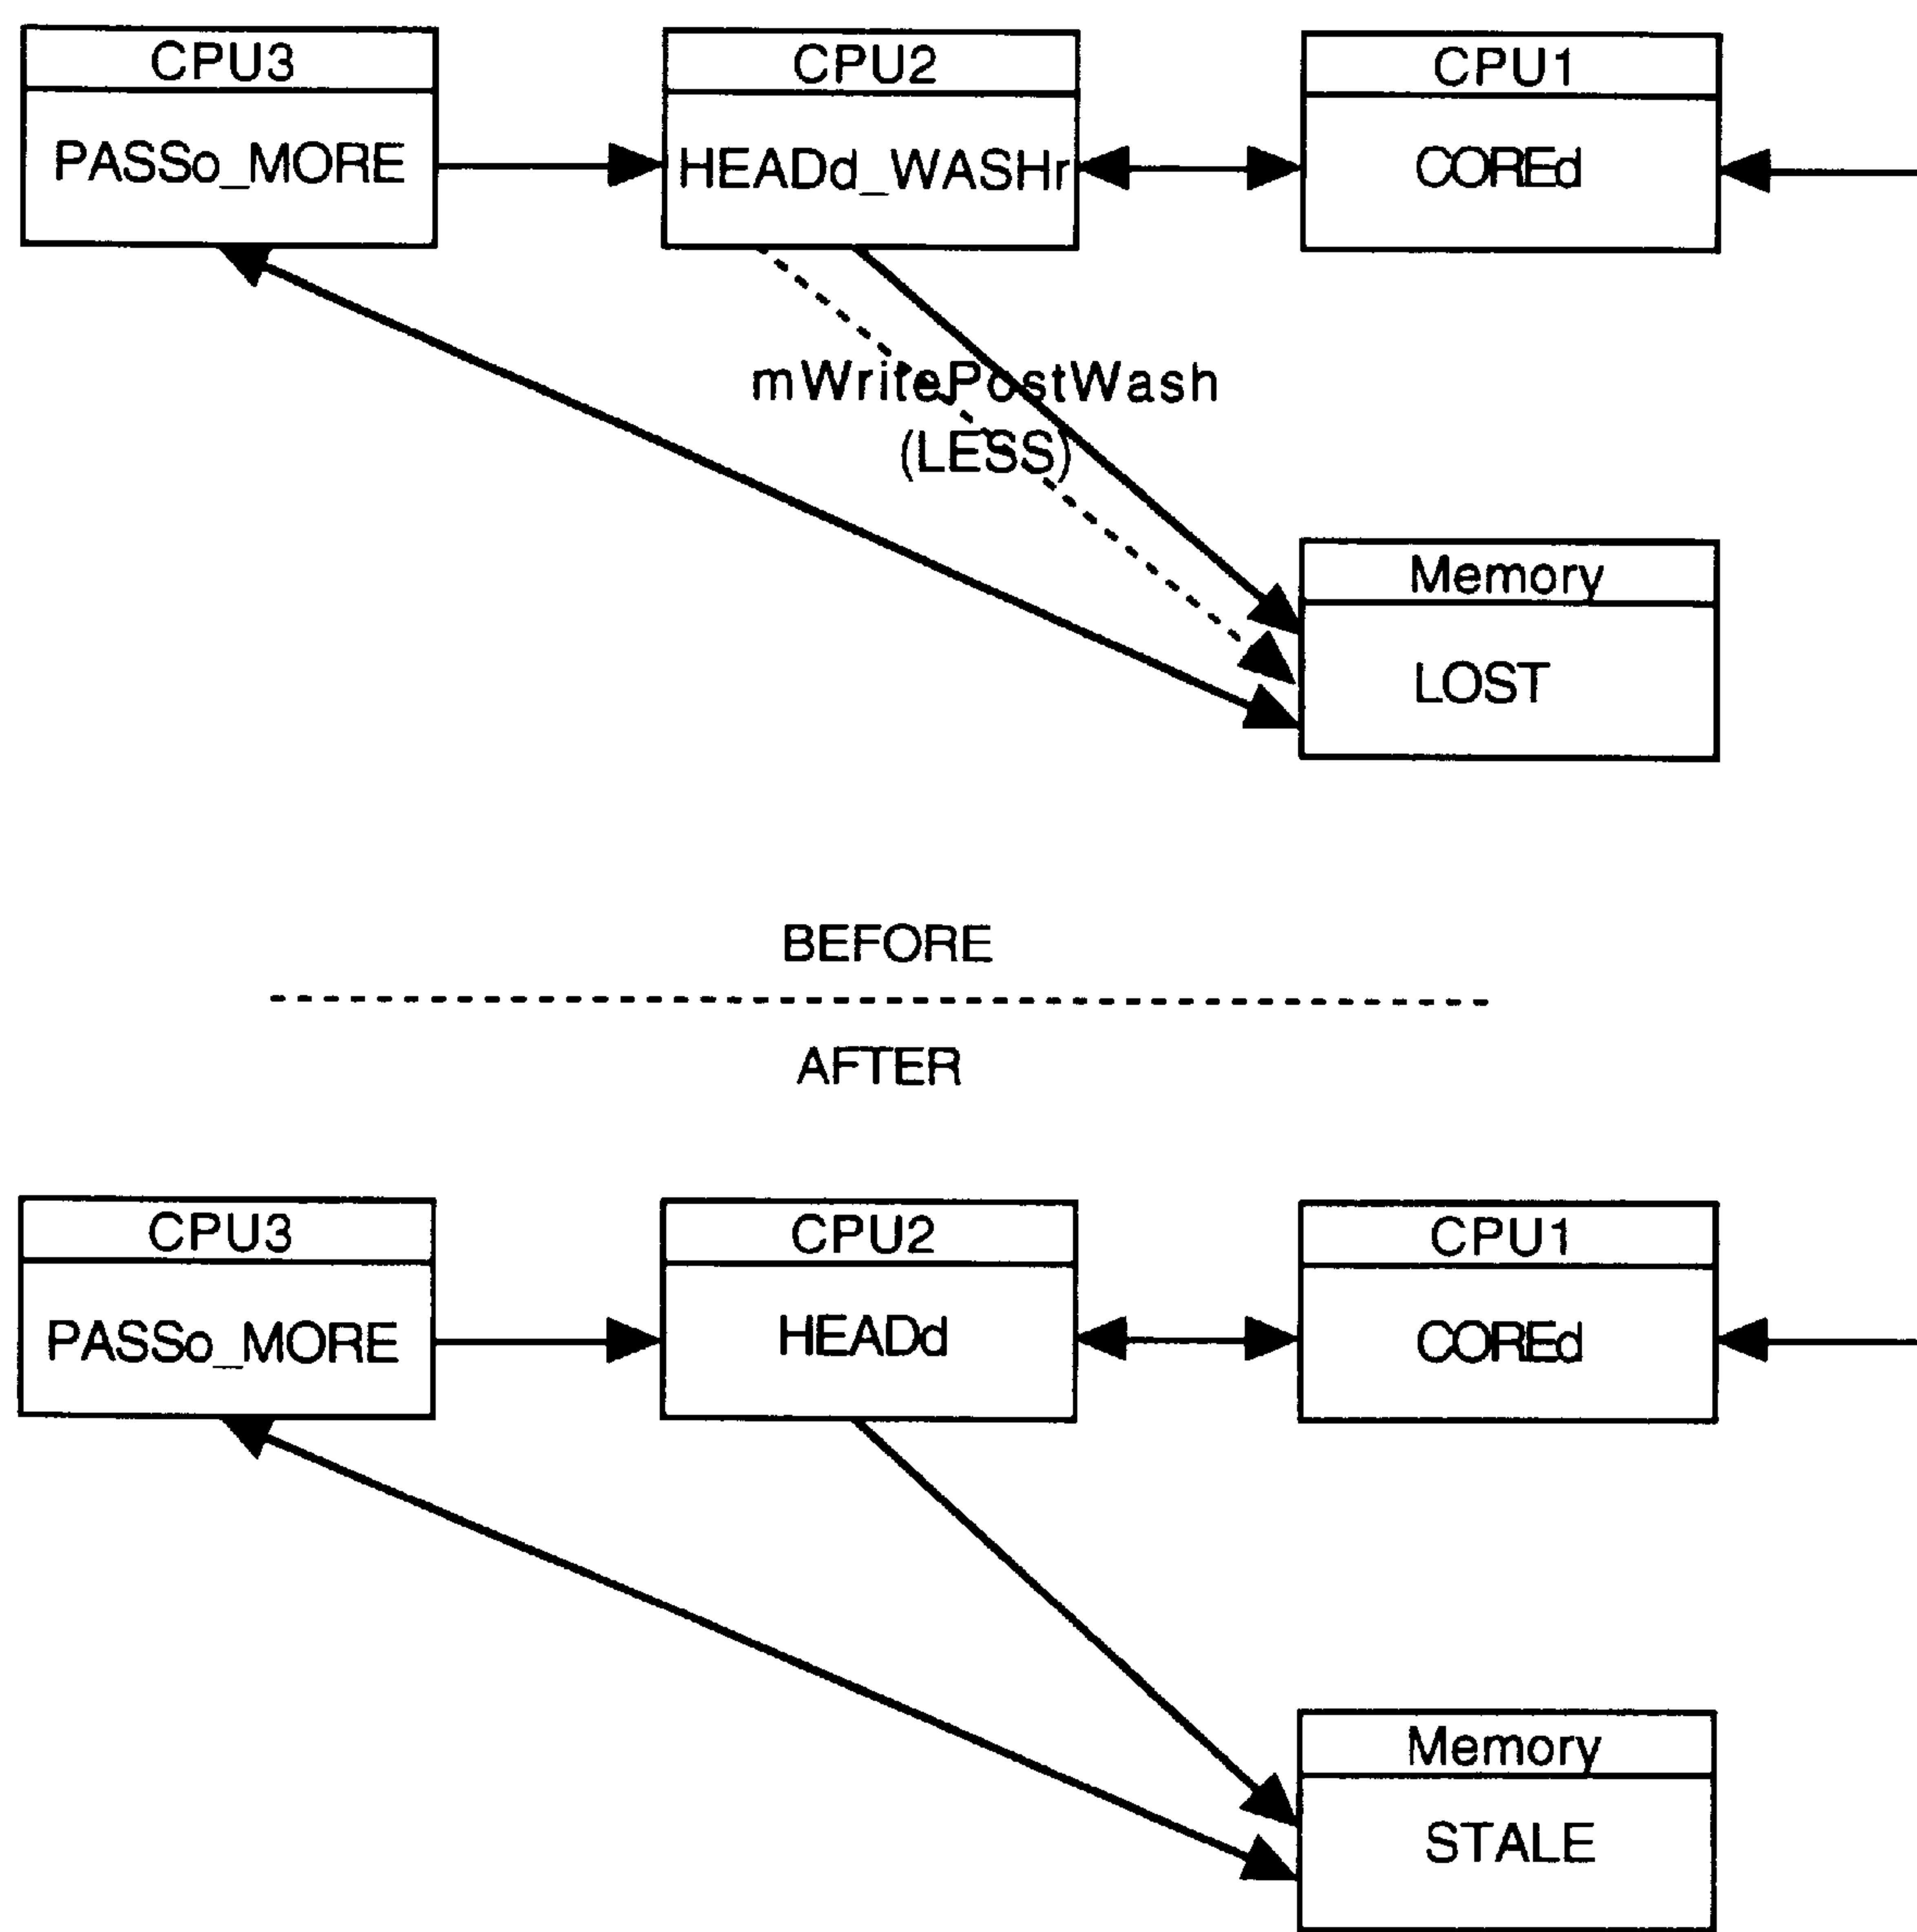 CPU3
CPU2
CPU1
PASSo_MORE
HEADd_WASHr
COREd
mWritePostWash
(LESS)
Memory
LOST
BEFORE
AFTER
CPU3
CPU2
CPU1
PASSo_MORE
HEADd
COREd
Memory
STALE